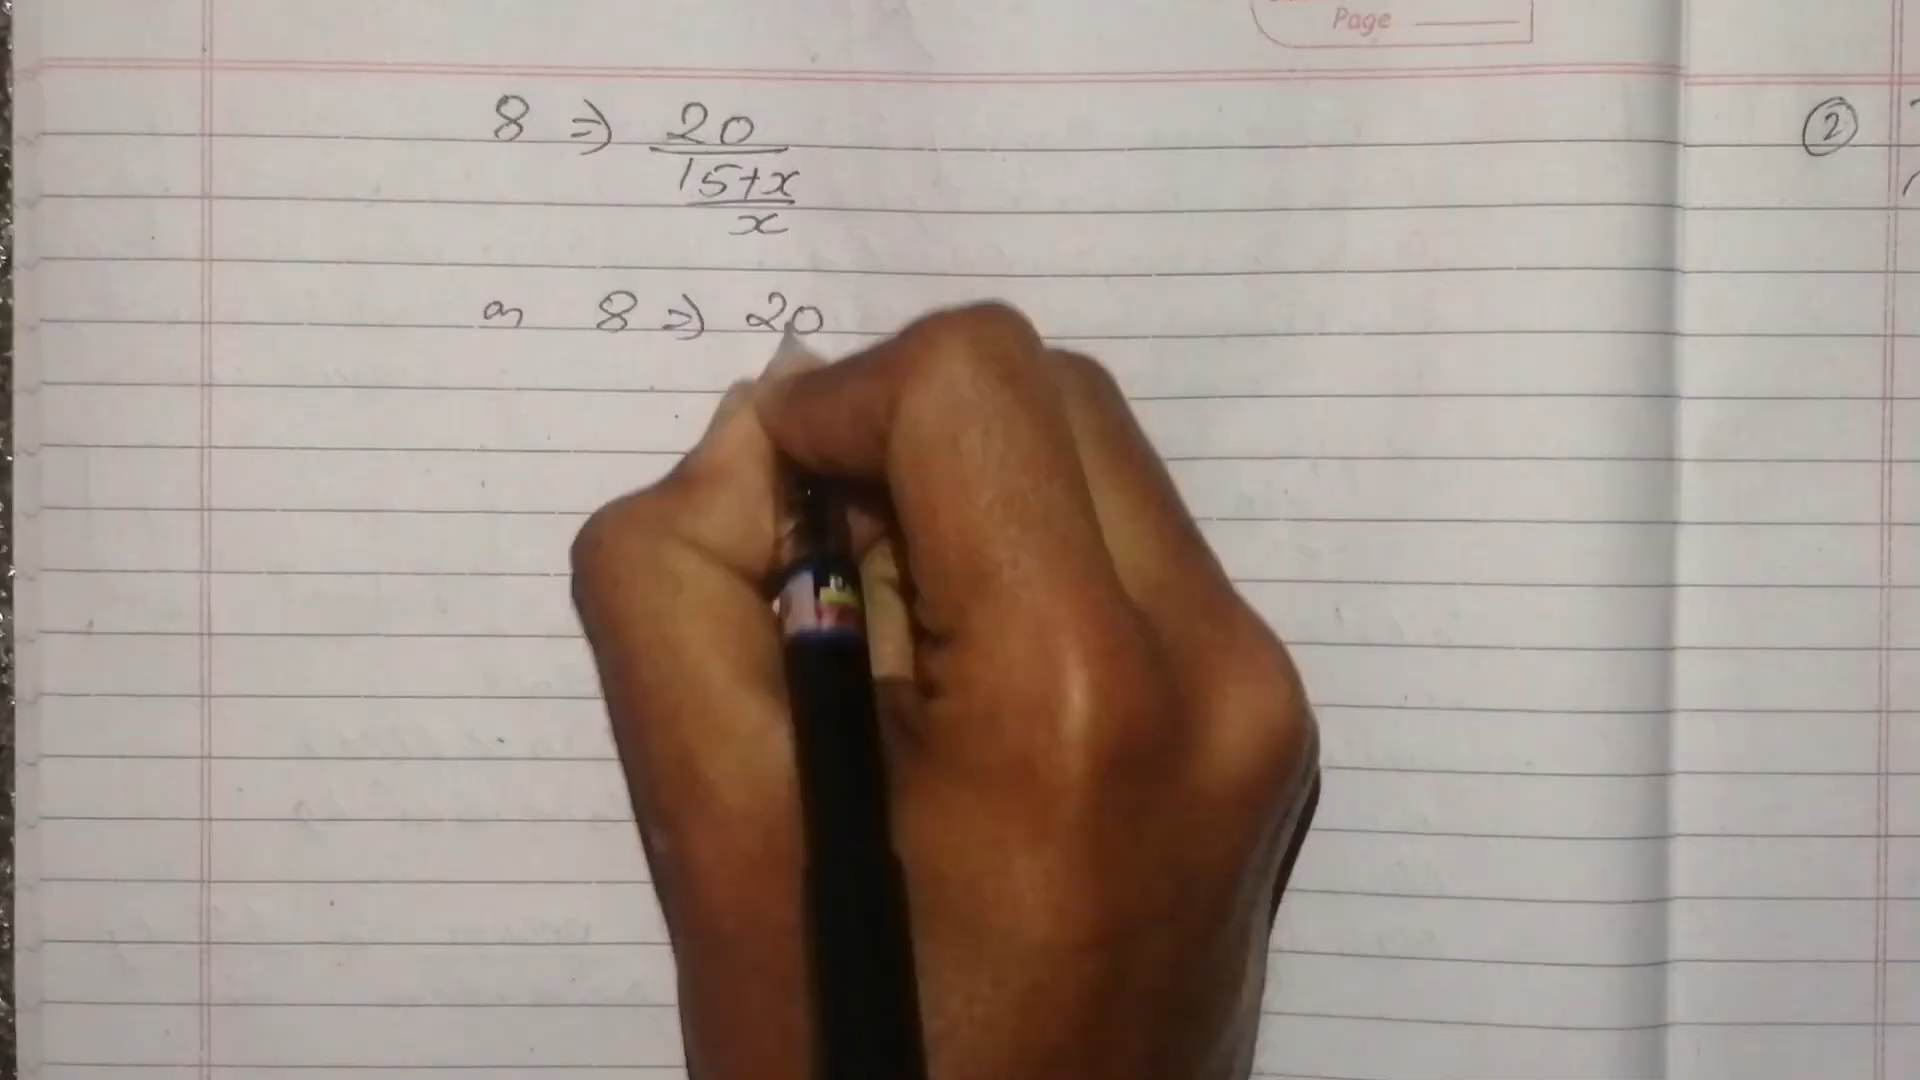 Page
8 ⇒ 20
15+x
x
or 8 ⇒ 20
②